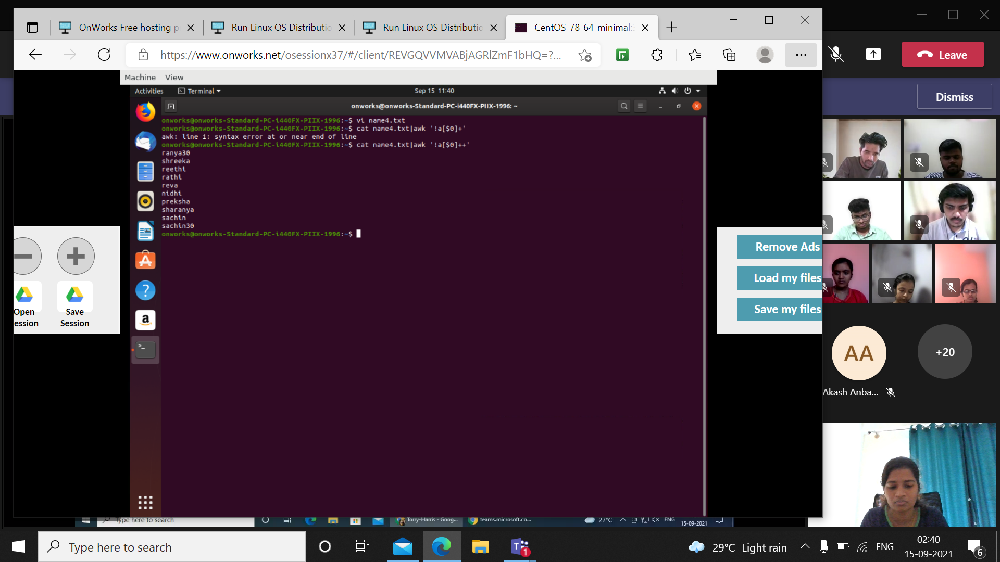 OnWorks Free hosting p
Run Linux OS Distributio
Run Linux OS Distributio
CentOS-78-64-minimal:
https://www.onworks.net/osessionx37/#/client/REVGQVVMVABjAGRlZmF1bHQ=?...
Leave
Machine View
Dismiss
Activities Terminal Sep 15 11:40
onworks@onworks-Standard-PC-i440FX-PIIX-1996: ~
onworks@onworks-Standard-PC-i440FX-PIIX-1996:~$ vi name4.txt
onworks@onworks-Standard-PC-i440FX-PIIX-1996:~$ cat name4.txt|awk '!a[$0]+'
awk: line 1: syntax error at or near end of line
onworks@onworks-Standard-PC-i440FX-PIIX-1996:~$ cat name4.txt|awk '!a[$0]++'
ranya30
shreeka
reethi
rathi
reva
nidhi
preksha
sharanya
sachin
sachin30
onworks@onworks-Standard-PC-i440FX-PIIX-1996:~$
Open
ession
Save
Session
Remove Ads
Load my files
Save my files
AA
+20
Akash Anba...
Type here to search
Torry-Harris - Goog...
teams.microsoft.co...
27°C
ENG
15-09-2021
Type here to search
1
29°C Light rain
ENG
02:40
15-09-2021
6